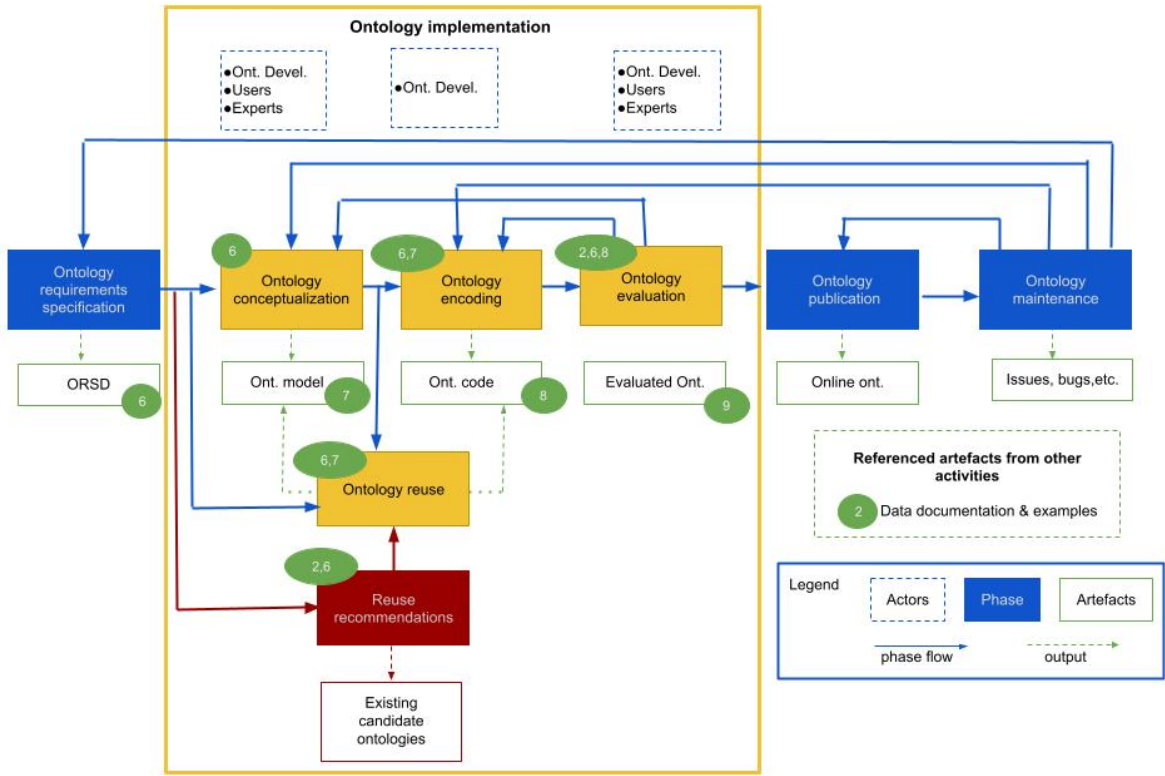 Ontology implementation
●Ont. Devel.
●Users
●Experts
●Ont. Devel.
●Ont. Devel.
●Users
●Experts
Ontology
requirements
specification
6
Ontology
conceptualization
6,7
Ontology
encoding
2,6,8
Ontology
evaluation
Ontology
publication
Ontology
maintenance
ORSD
6
Ont. model
7
Ont. code
8
Evaluated Ont.
9
Online ont.
Issues, bugs,etc.
6,7
Ontology reuse
2,6
Reuse
recommendations
Existing
candidate
ontologies
Referenced artefacts from other
activities
2 Data documentation & examples
Legend
Actors
Phase
Artefacts
phase flow
output